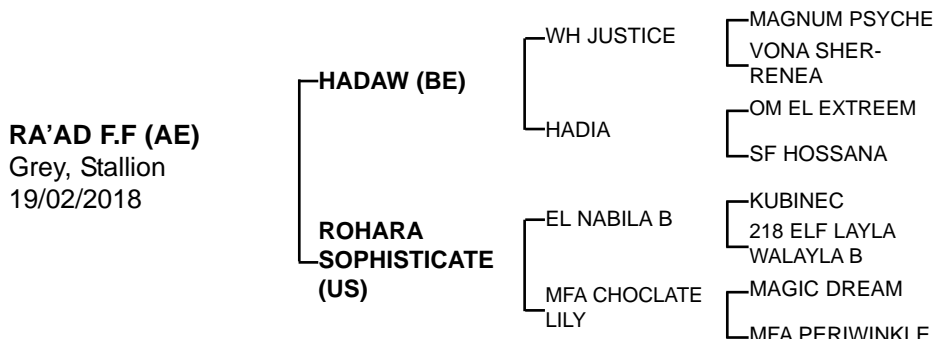 RA’AD F.F (AE)
Grey, Stallion
19/02/2018
HADAW (BE)
ROHARA
SOPHISTICATE
(US)
WH JUSTICE
HADIA
EL NABILA B
MFA CHOCLATE
LILY
MAGNUM PSYCHE
VONA SHER-
RENEA
OM EL EXTREEM
SF HOSSANA
KUBINEC
218 ELF LAYLA
WALAYLA B
MAGIC DREAM
MFA PERIWINKLE